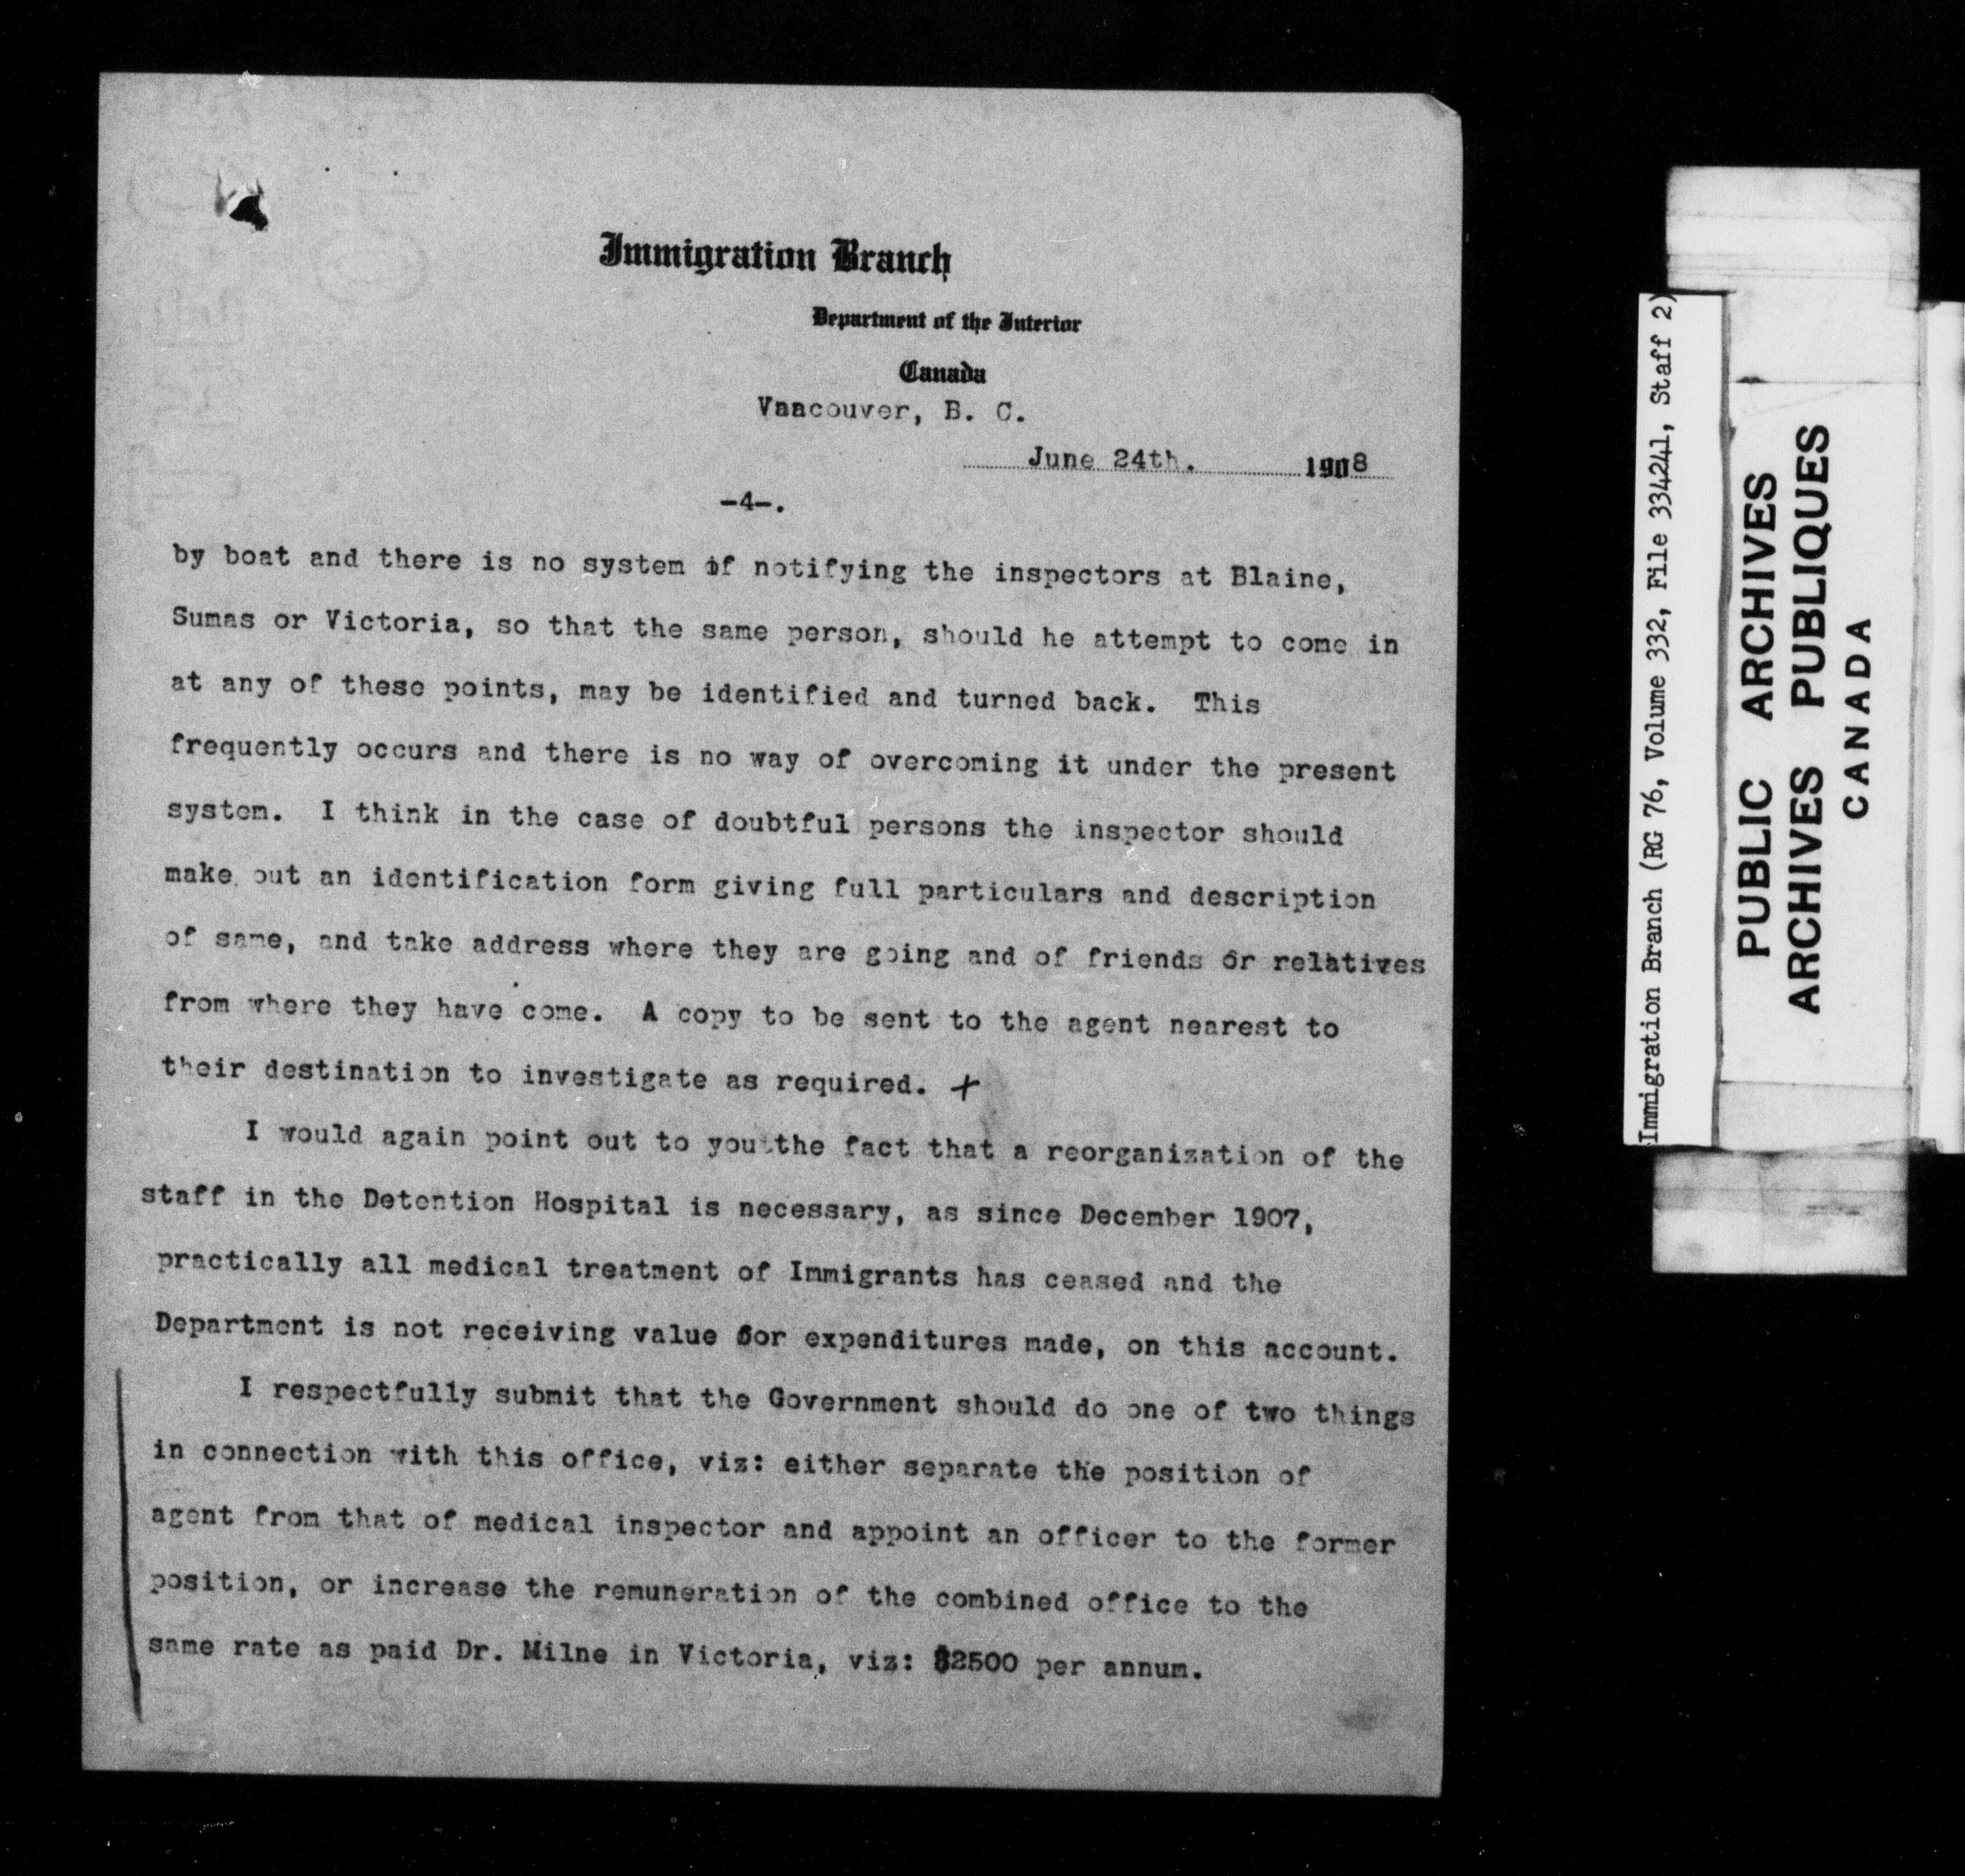 Immigration Branch
Department of the Interior
Canada
Vaacouver, B. C.
June 24th. 1908
-4-.
by boat and there is no system of notifying the inspectors at Blaine,
Sumas or Victoria, so that the same person, should he attempt to come in
at any of these points, may be identified and turned back. This
frequently occurs and there is no way of overcoming it under the present
system. I think in the case of doubtful persons the inspector should
make out an identification form giving full particulars and description
of same, and take address where they are going and of friends or relatives
from where they have come. A copy to be sent to the agent nearest to
their destination to investigate as required. +
I would again point out to you the fact that a reorganization of the
staff in the Detention Hospital is necessary, as since December 1907,
practically all medical treatment of Immigrants has ceased and the
Department is not receiving value for expenditures made, on this account.
I respectfully submit that the Government should do one of two things
in connection with this office, viz: either separate the position of
agent from that of medical inspector and appoint an officer to the former
position, or increase the remuneration of the combined office to the
same rate as paid Dr. Milne in Victoria, viz: $2500 per annum.
Immigration Branch (RG 76, Volume 332, File 334241, Staff 2)
PUBLIC ARCHIVES
ARCHIVES PUBLIQUES
CANADA